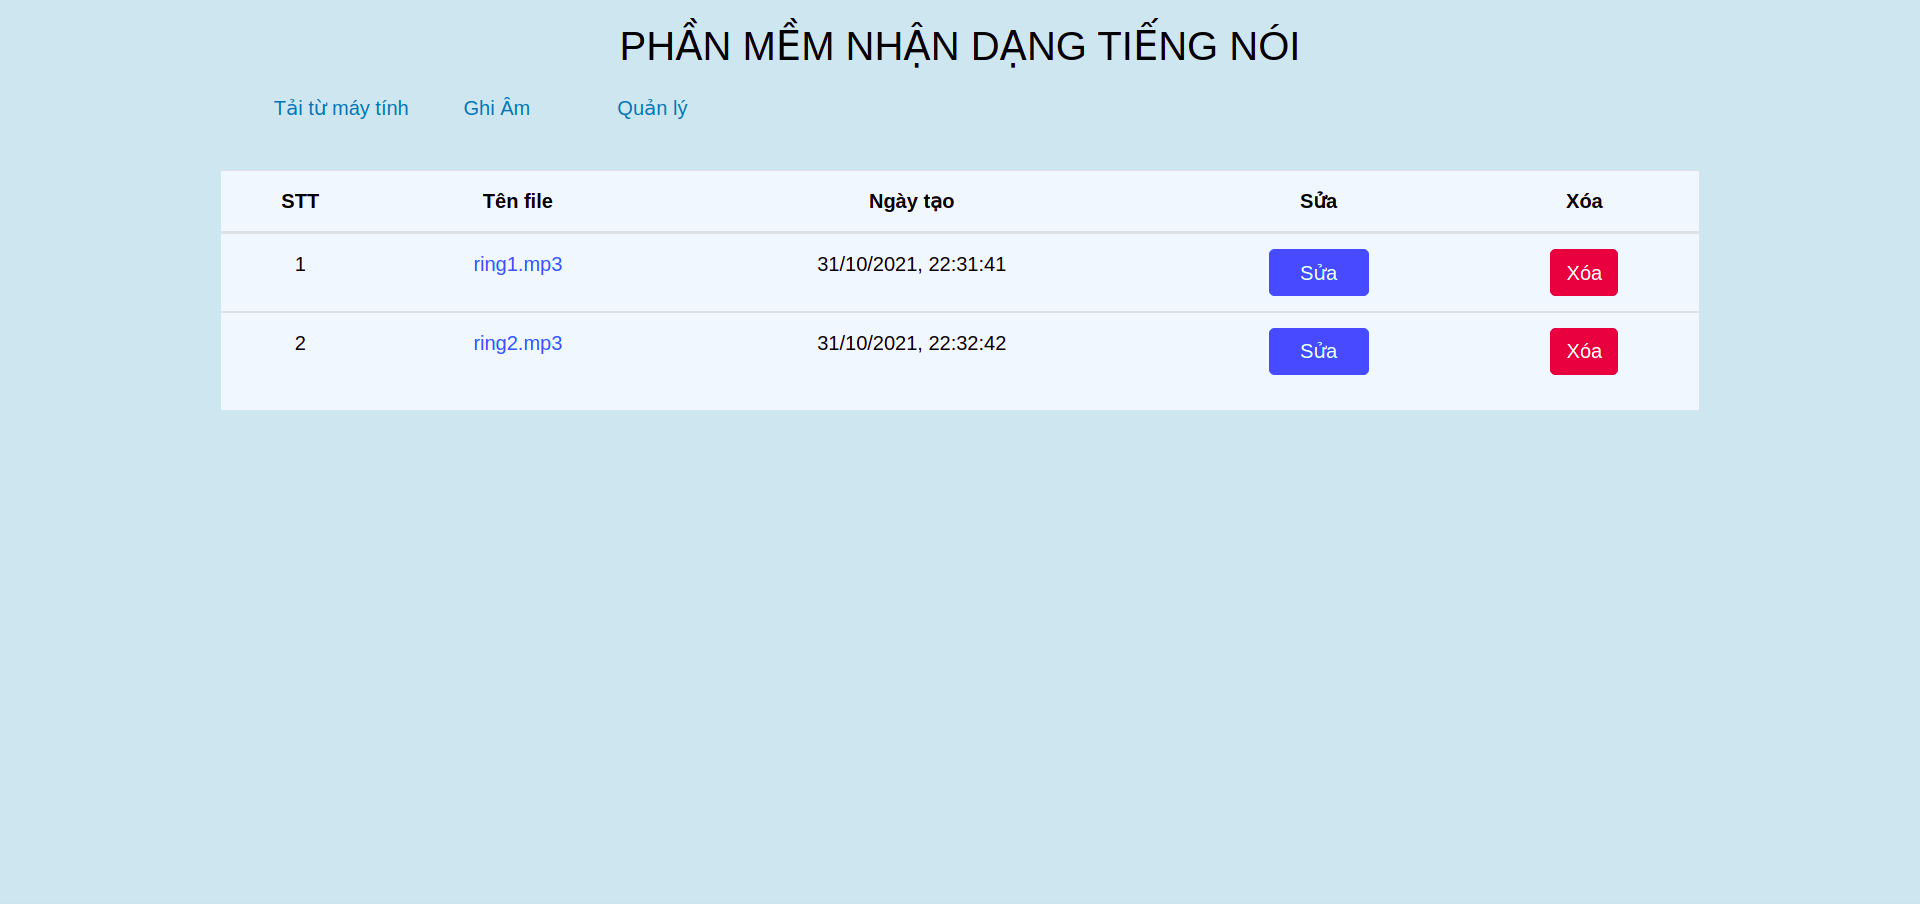 PHẦN MỀM NHẬN DẠNG TIẾNG NÓI
Tải từ máy tính Ghi Âm Quản lý
STT Tên file Ngày tạo Sửa Xóa
1 ring1.mp3 31/10/2021, 22:31:41 Sửa Xóa
2 ring2.mp3 31/10/2021, 22:32:42 Sửa Xóa